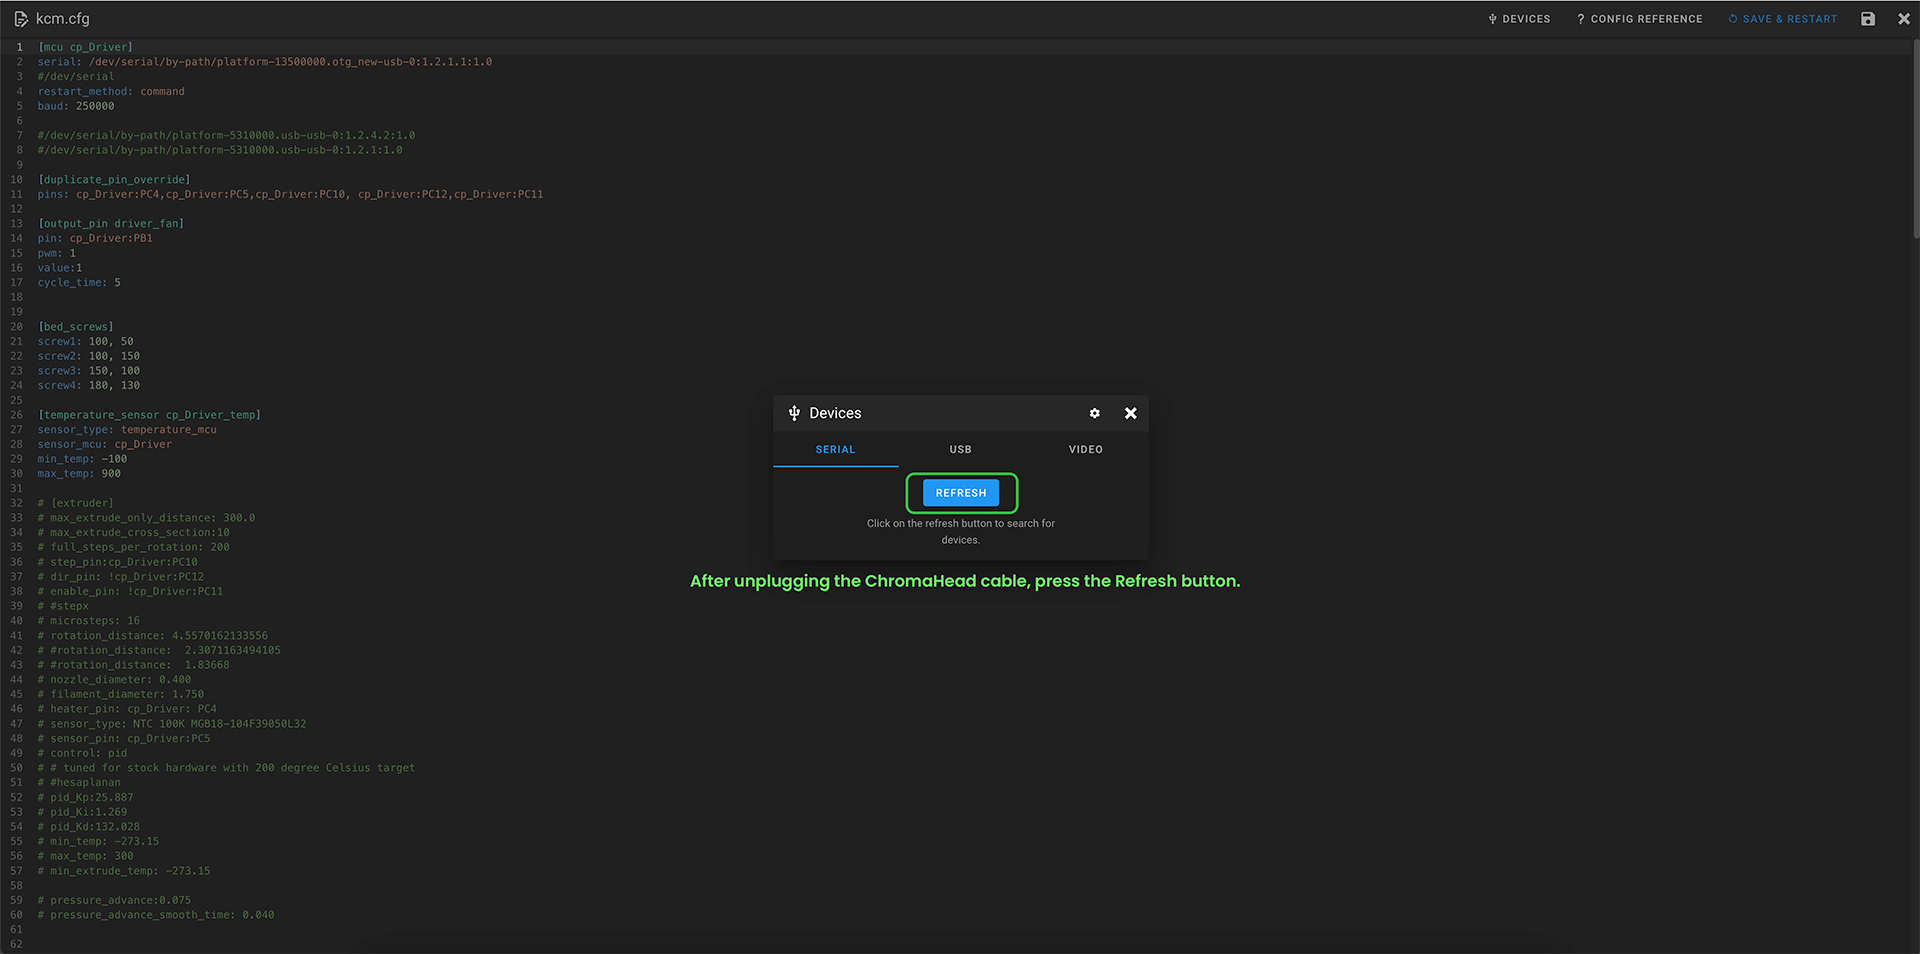 kcm.cfg
DEVICES
? CONFIG REFERENCE
SAVE & RESTART
1 [mcu cp_Driver]
2 serial: /dev/serial/by-path/platform-13500000.otg_new-usb-0:1.2.1.1:1.0
3 #/dev/serial
4 restart_method: command
5 baud: 250000
6
7 #/dev/serial/by-path/platform-5310000.usb-usb-0:1.2.4.2:1.0
8 #/dev/serial/by-path/platform-5310000.usb-usb-0:1.2.1:1.0
9
10 [duplicate_pin_override]
11 pins: cp_Driver:PC4,cp_Driver:PC5,cp_Driver:PC10, cp_Driver:PC12,cp_Driver:PC11
12
13 [output_pin driver_fan]
14 pin: cp_Driver:PB1
15 pwm: 1
16 value:1
17 cycle_time: 5
18
19
20 [bed_screws]
21 screw1: 100, 50
22 screw2: 100, 150
23 screw3: 150, 100
24 screw4: 180, 130
25
26 [temperature_sensor cp_Driver_temp]
27 sensor_type: temperature_mcu
28 sensor_mcu: cp_Driver
29 min_temp: -100
30 max_temp: 900
31
32 # [extruder]
33 # max_extrude_only_distance: 300.0
34 # max_extrude_cross_section:10
35 # full_steps_per_rotation: 200
36 # step_pin:cp_Driver:PC10
37 # dir_pin: !cp_Driver:PC12
38 # enable_pin: !cp_Driver:PC11
39 # #stepx
40 # microsteps: 16
41 # rotation_distance: 4.5570162133556
42 # #rotation_distance:  2.3071163494105
43 # #rotation_distance:  1.83668
44 # nozzle_diameter: 0.400
45 # filament_diameter: 1.750
46 # heater_pin: cp_Driver: PC4
47 # sensor_type: NTC 100K MGB18-104F39050L32
48 # sensor_pin: cp_Driver:PC5
49 # control: pid
50 # # tuned for stock hardware with 200 degree Celsius target
51 # #hesaplanan
52 # pid_Kp:25.887
53 # pid_Ki:1.269
54 # pid_Kd:132.028
55 # min_temp: -273.15
56 # max_temp: 300
57 # min_extrude_temp: -273.15
58
59 # pressure_advance:0.075
60 # pressure_advance_smooth_time: 0.040
61
62
Devices
SERIAL
USB
VIDEO
REFRESH
Click on the refresh button to search for
devices.
After unplugging the ChromaHead cable, press the Refresh button.